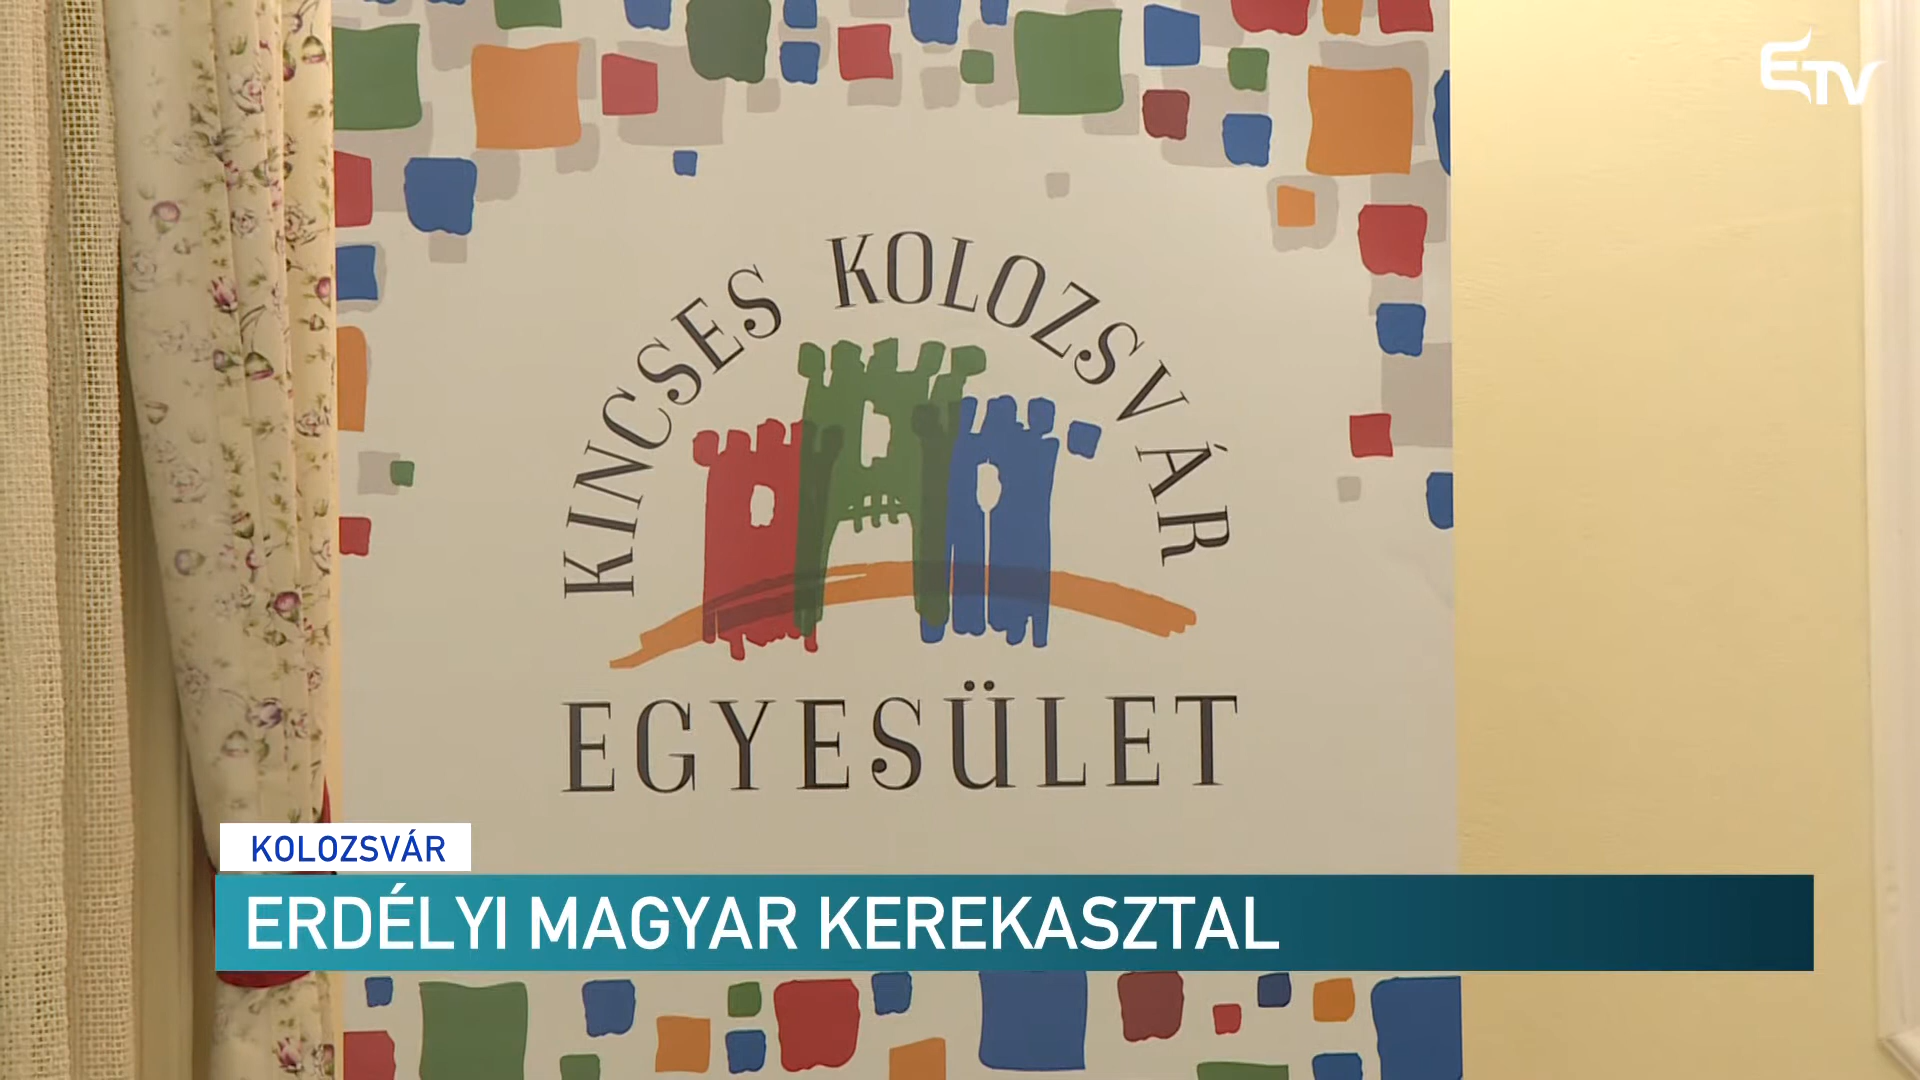 ETV
KINCSES KOLOZSVÁR
EGYESÜLET
KOLOZSVÁR
ERDÉLYI MAGYAR KEREKASZTAL